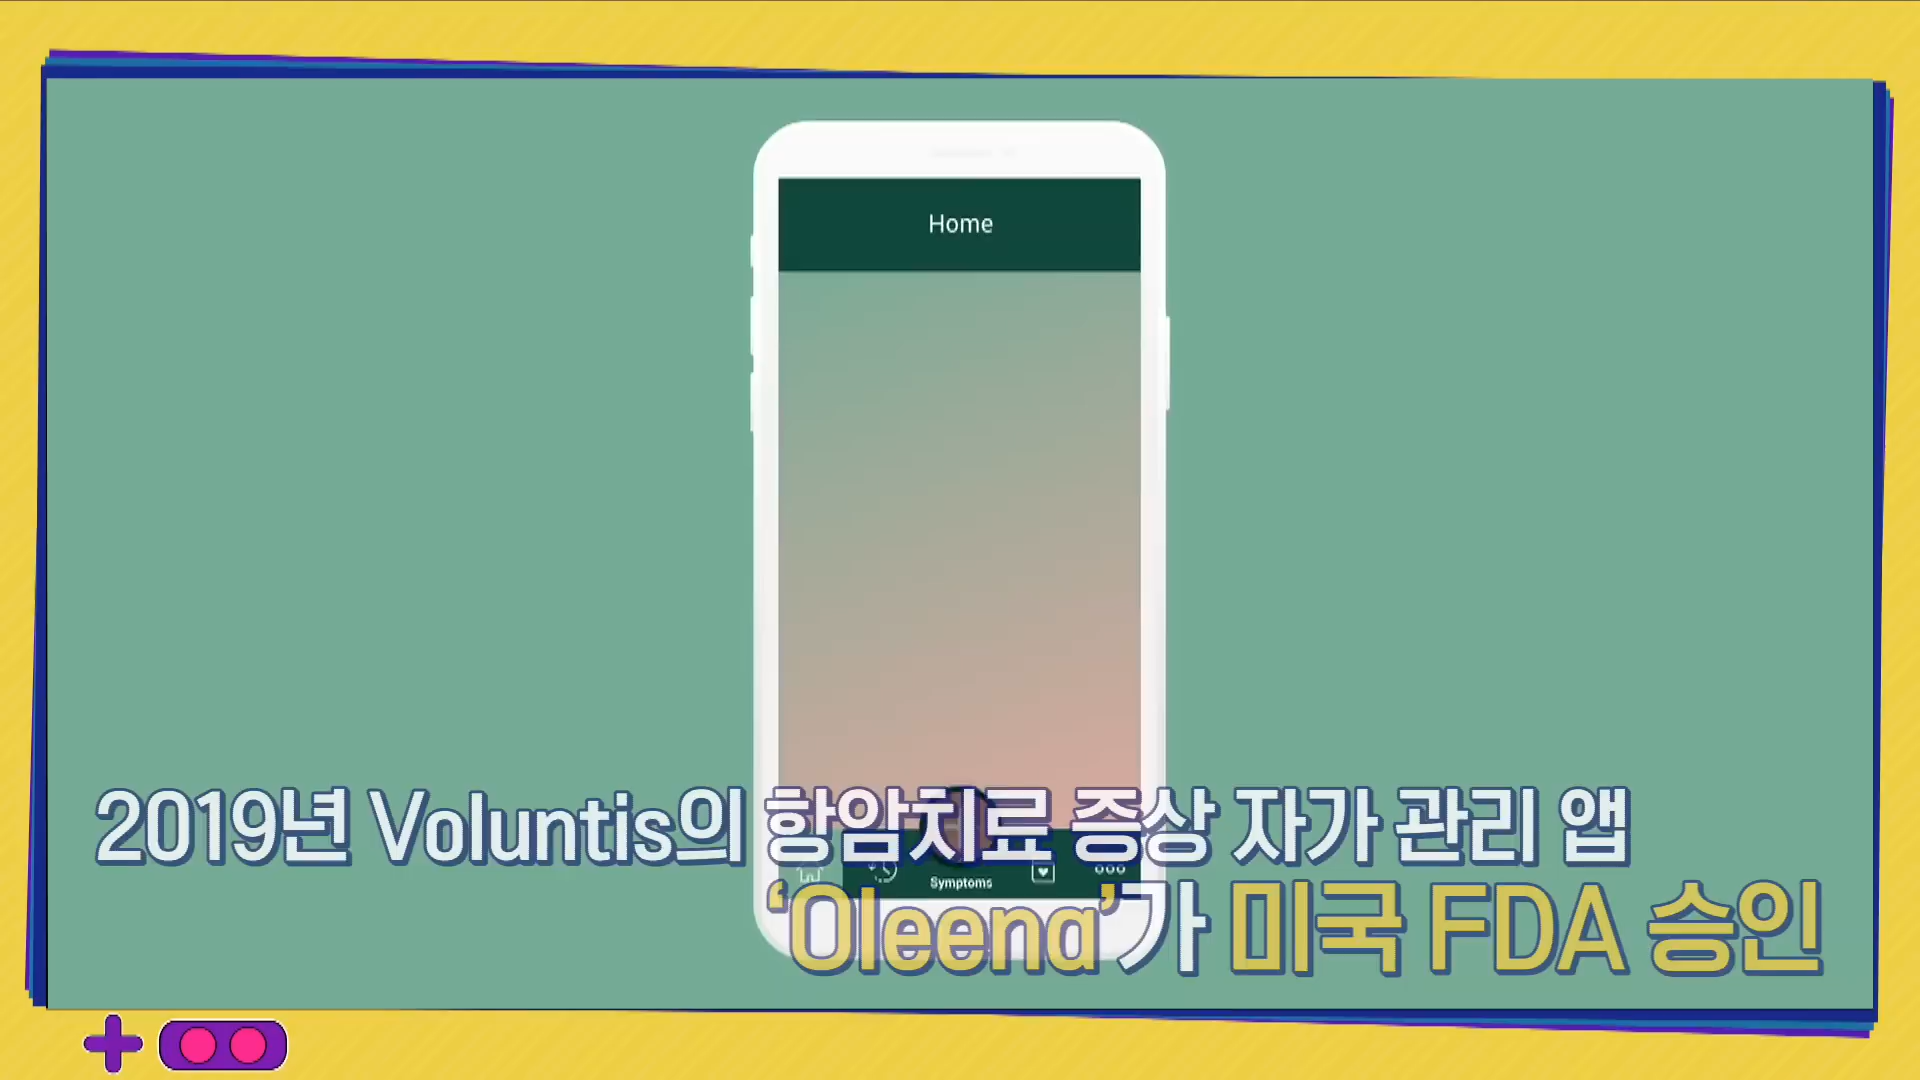 Home
2019년 Voluntis의 항암치료 증상 자가 관리 앱
Symptoms
‘Oleena’가 미국 FDA 승인